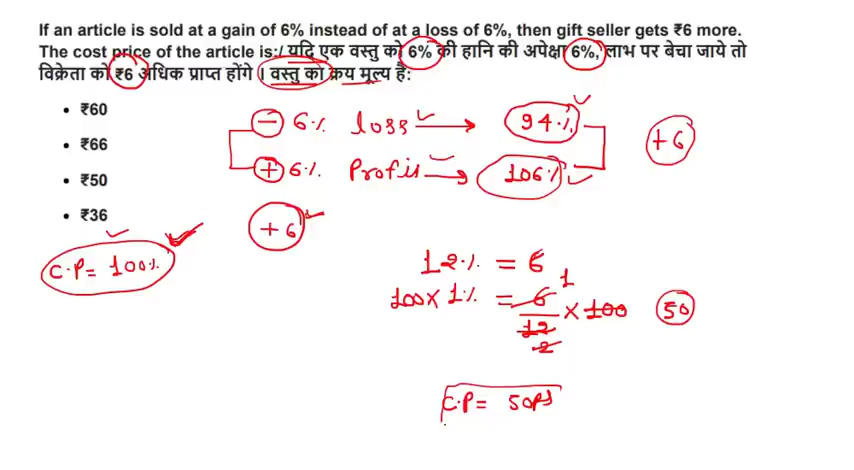 If an article is sold at a gain of 6% instead of at a loss of 6%, then gift seller gets ₹6 more.
The cost price of the article is:/ यदि एक वस्तु को 6% की हानि की अपेक्षा 6%, लाभ पर बेचा जाये तो
विक्रेता को ₹6 अधिक प्राप्त होंगे । वस्तु का क्रय मूल्य है:
• ₹60
• ₹66
• ₹50
• ₹36
- 6% loss → 94%
+ 6% Profit → 106%
+6
+6
C.P = 100%
12% = 6
100 × 1% = 6/12 × 100
1
2
50
C.P = 50